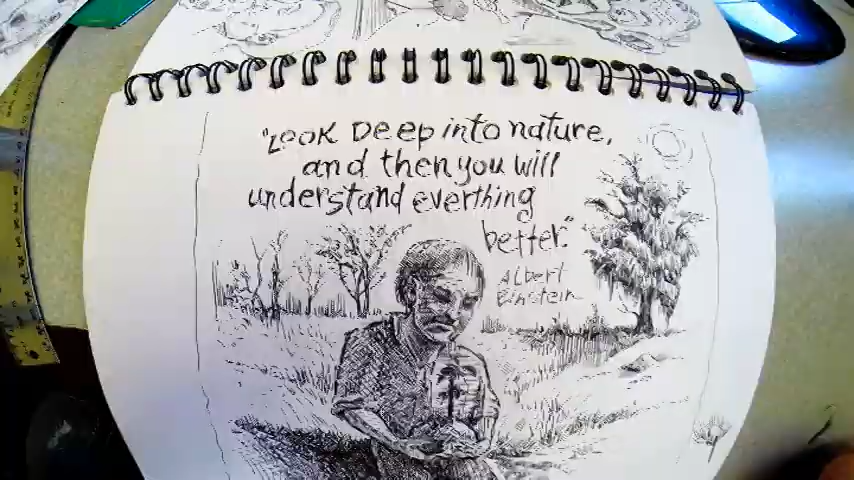 "Look Deep into nature,
and then you will
understand everthing
better."
Albert
Einstein